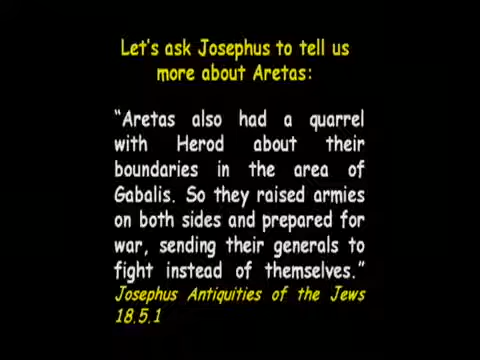 Let's ask Josephus to tell us
more about Aretas:
“Aretas also had a quarrel
with Herod about their
boundaries in the area of
Gabalis. So they raised armies
on both sides and prepared for
war, sending their generals to
fight instead of themselves.”
Josephus Antiquities of the Jews
18.5.1